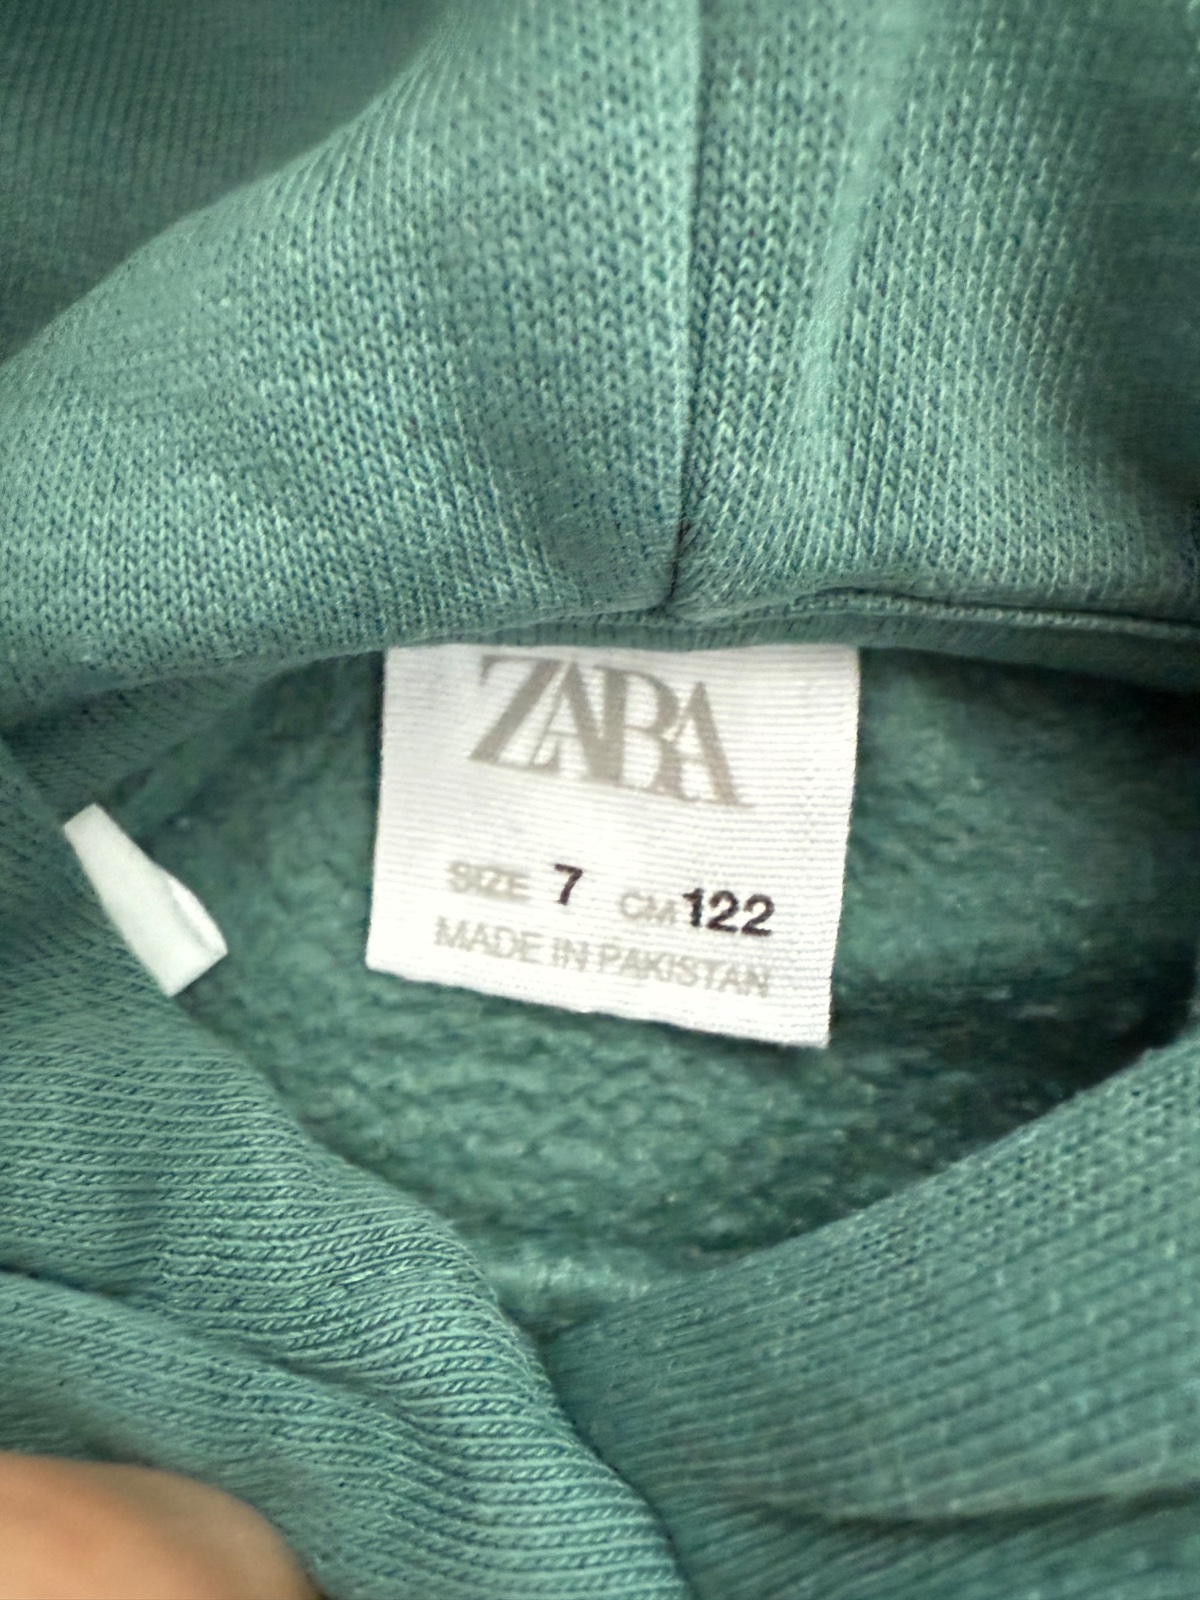 ZARA
SIZE 7 CM 122
MADE IN PAKISTAN